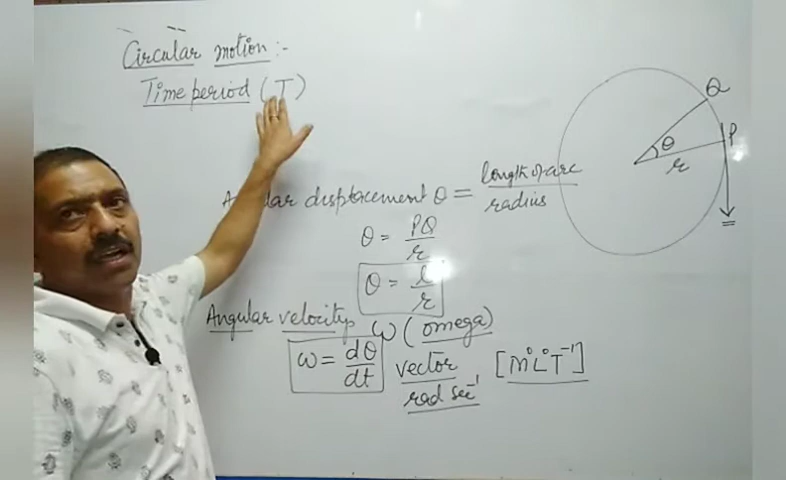 Circular motion :-
Time period (T)
Angular displacement θ = length of arc / radius
θ = PQ / r
θ = l / r
Angular velocity ω (omega)
ω = dθ / dt vector [M⁰L⁰T⁻¹]
rad sec⁻¹
Q
P
θ
r